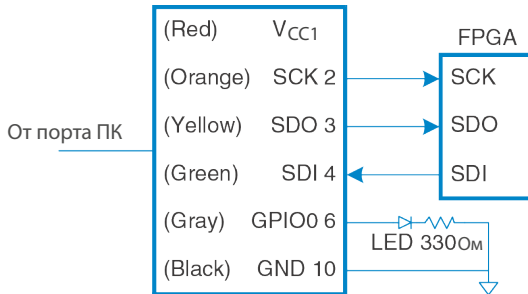 (Red) VCC1
FPGA
(Orange) SCK 2 SCK
(Yellow) SDO 3 SDO
От порта ПК
(Green) SDI 4 SDI
(Gray) GPIO0 6
LED 330Ом
(Black) GND 10